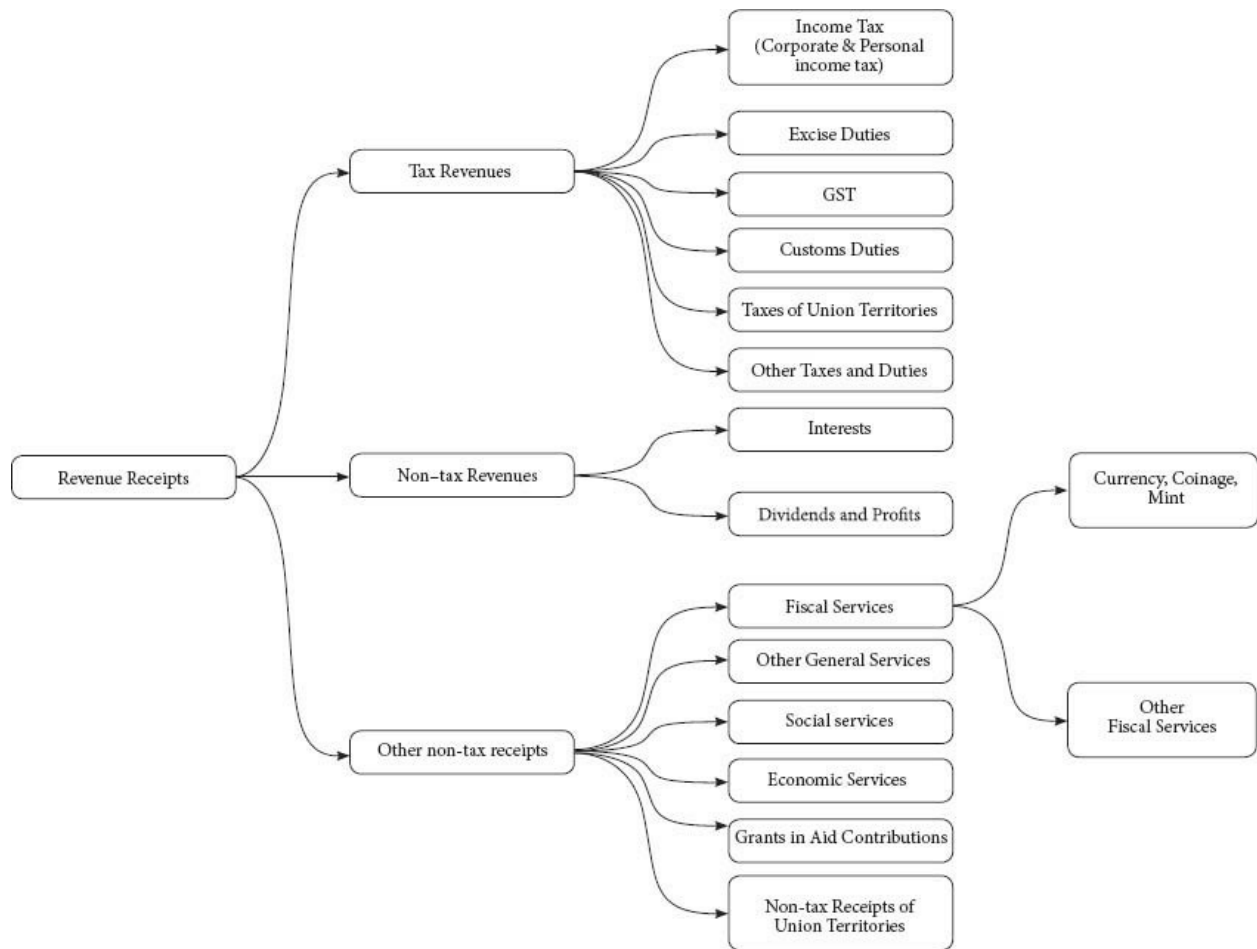 Income Tax
(Corporate & Personal
income tax)
Excise Duties
Tax Revenues
GST
Customs Duties
Taxes of Union Territories
Other Taxes and Duties
Interests
Revenue Receipts
Non–tax Revenues
Currency, Coinage,
Mint
Dividends and Profits
Fiscal Services
Other General Services
Other
Fiscal Services
Social services
Other non-tax receipts
Economic Services
Grants in Aid Contributions
Non-tax Receipts of
Union Territories